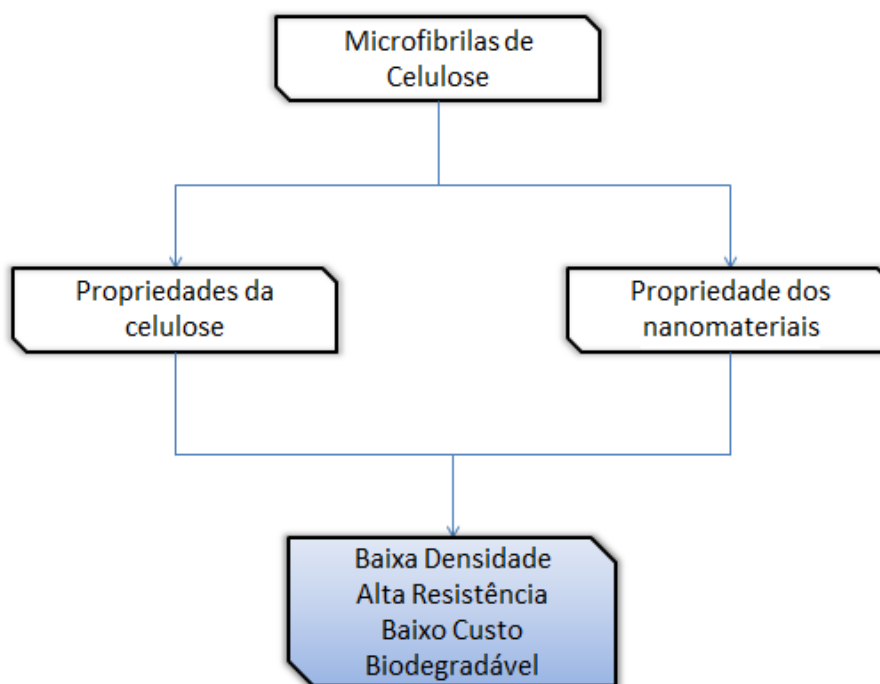 Microfibrilas de
Celulose
Propriedades da
celulose
Propriedade dos
nanomateriais
Baixa Densidade
Alta Resistência
Baixo Custo
Biodegradável